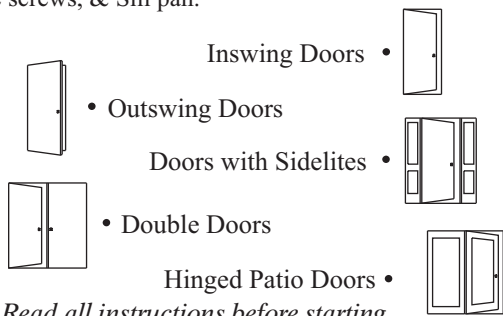 screws, & Sill pan.
Inswing Doors •
• Outswing Doors
Doors with Sidelites •
• Double Doors
Hinged Patio Doors •
Read all instructions before starting